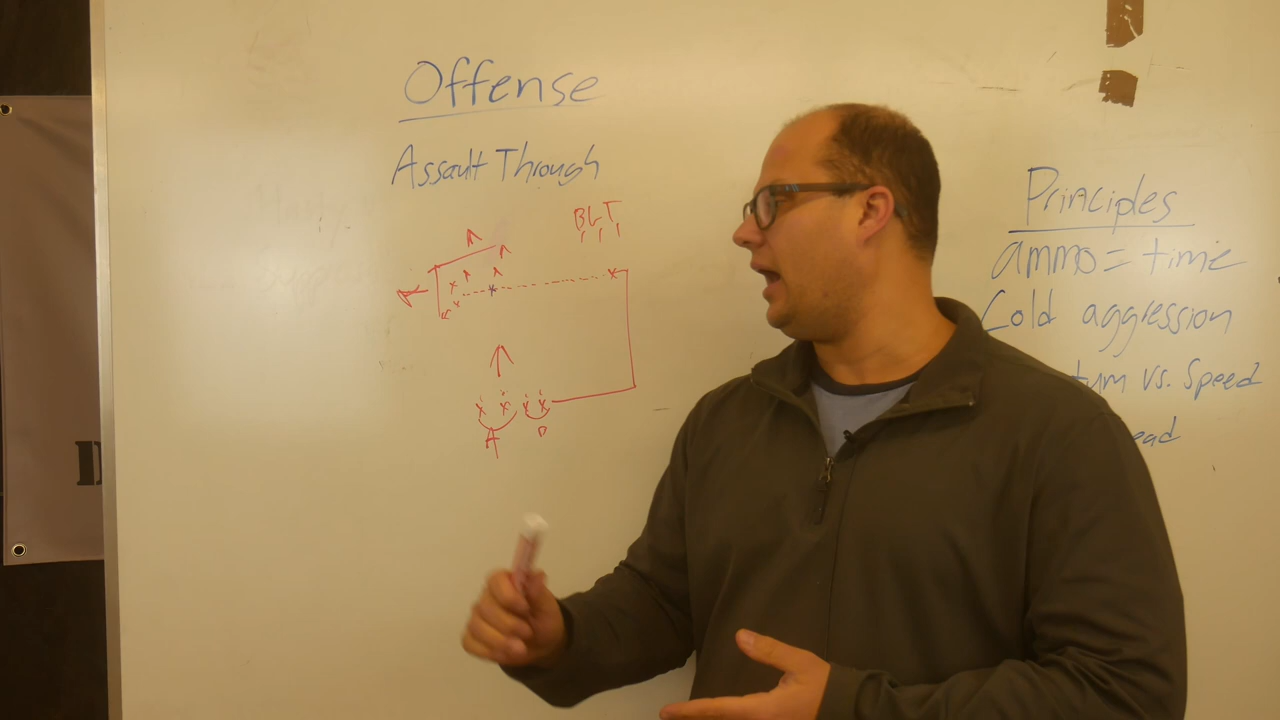 Offense
Assault Through
BLT
A D
D
Principles
ammo = time
Cold aggression
vs. Speed